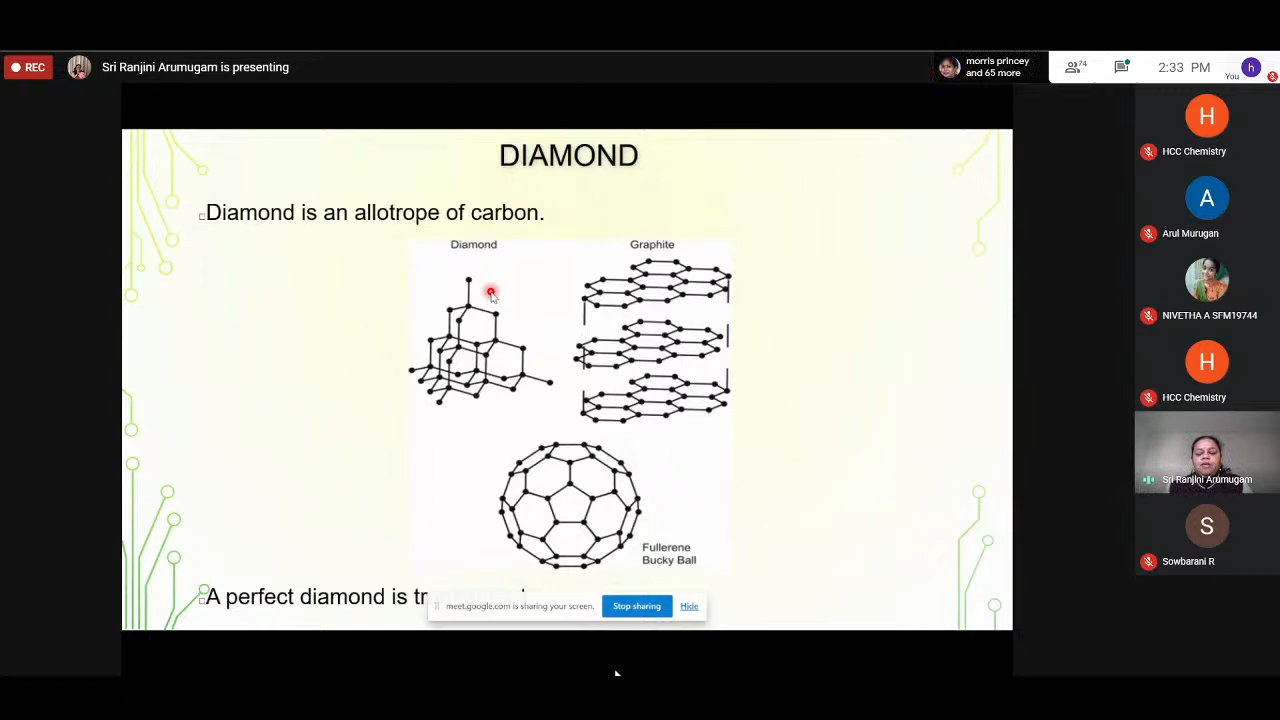 REC
Sri Ranjini Arumugam is presenting
morris princey
and 65 more
74
2:33 PM
You
h
DIAMOND
Diamond is an allotrope of carbon.
Diamond
Graphite
Fullerene
Bucky Ball
A perfect diamond is
meet.google.com is sharing your screen.
Stop sharing
Hide
H
HCC Chemistry
A
Arul Murugan
NIVETHA A SFM19744
H
HCC Chemistry
Sri Ranjini Arumugam
S
Sowbarani R